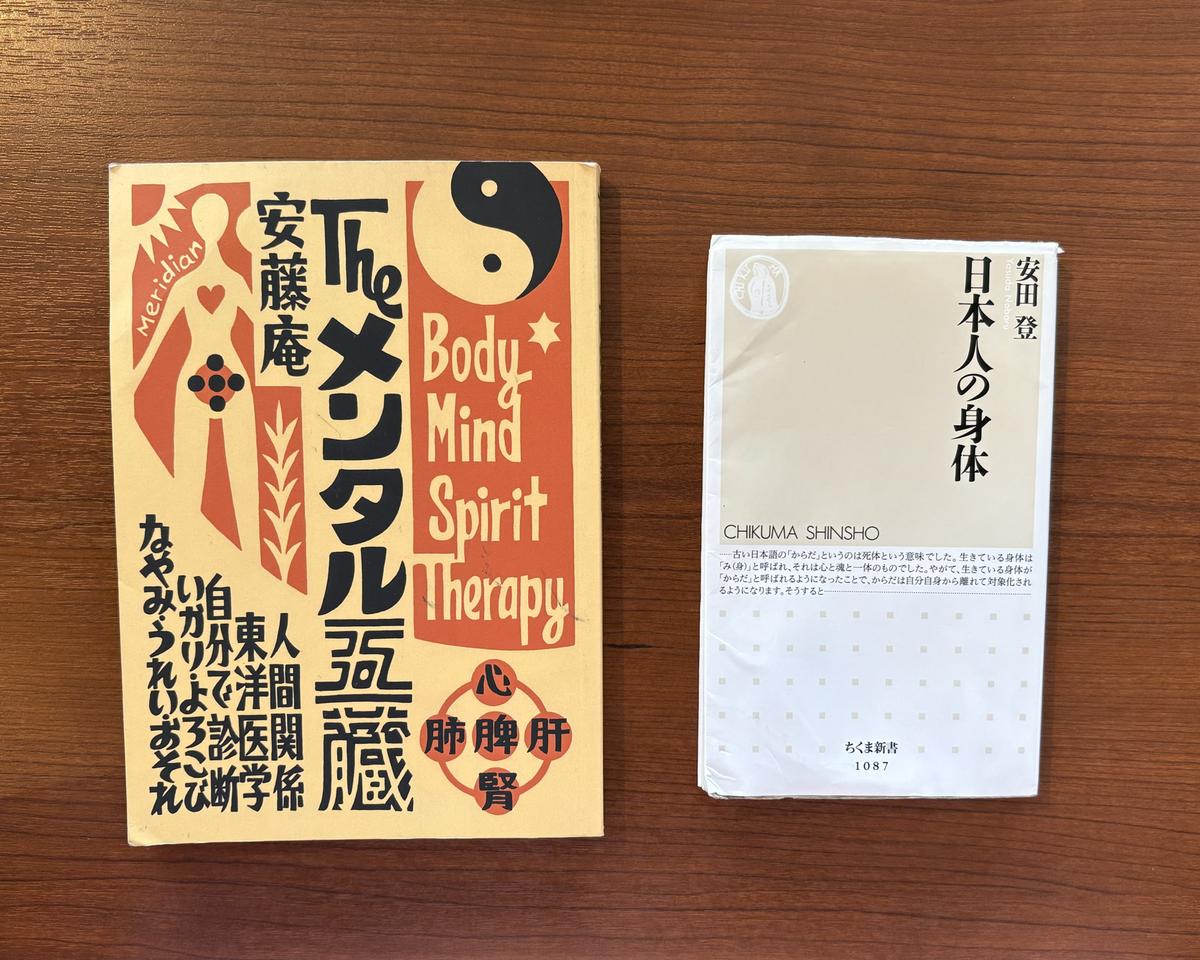 Meridian
安藤庵
Theメンタル五臓
Body
Mind
Spirit
Therapy
人間関係
東洋医学
自分で診断
いかり・よろこび
なやみ・うれい・おそれ
心
肺脾肝
腎
安田 登
Yasuda Noboru
日本人の身体
CHIKUMA SHINSHO
……古い日本語の「からだ」というのは死体という意味でした。生きている身体は
「み(身)」と呼ばれ、それは心と魂と一体のものでした。やがて、生きている身体が
「からだ」と呼ばれるようになったことで、からだは自分自身から離れて対象化され
るようになります。そうすると
ちくま新書
1087